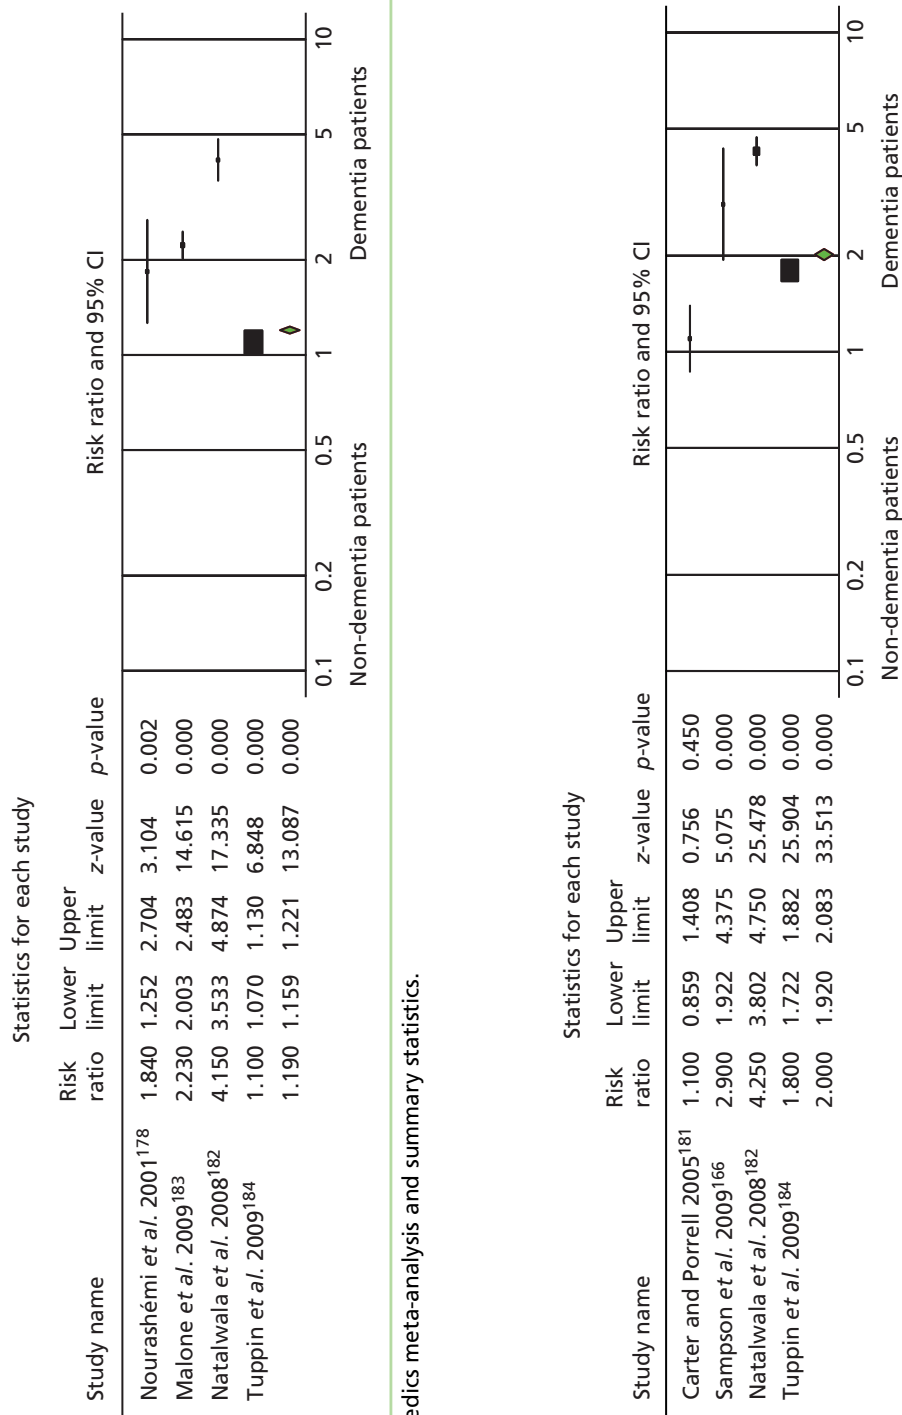 Statistics for each study
Study name
Risk ratio
Lower limit
Upper limit
z-value
p-value
Risk ratio and 95% CI
Nourashémi et al. 2001178 1.840 1.252 2.704 3.104 0.002
Malone et al. 2009183 2.230 2.003 2.483 14.615 0.000
Natalwala et al. 2008182 4.150 3.533 4.874 17.335 0.000
Tuppin et al. 2009184 1.100 1.070 1.130 6.848 0.000
1.190 1.159 1.221 13.087 0.000
0.1 0.2 0.5 1 2 5 10
Non-dementia patients Dementia patients
edics meta-analysis and summary statistics.
Statistics for each study
Study name
Risk ratio
Lower limit
Upper limit
z-value
p-value
Risk ratio and 95% CI
Carter and Porrell 2005181 1.100 0.859 1.408 0.756 0.450
Sampson et al. 2009166 2.900 1.922 4.375 5.075 0.000
Natalwala et al. 2008182 4.250 3.802 4.750 25.478 0.000
Tuppin et al. 2009184 1.800 1.722 1.882 25.904 0.000
2.000 1.920 2.083 33.513 0.000
0.1 0.2 0.5 1 2 5 10
Non-dementia patients Dementia patients